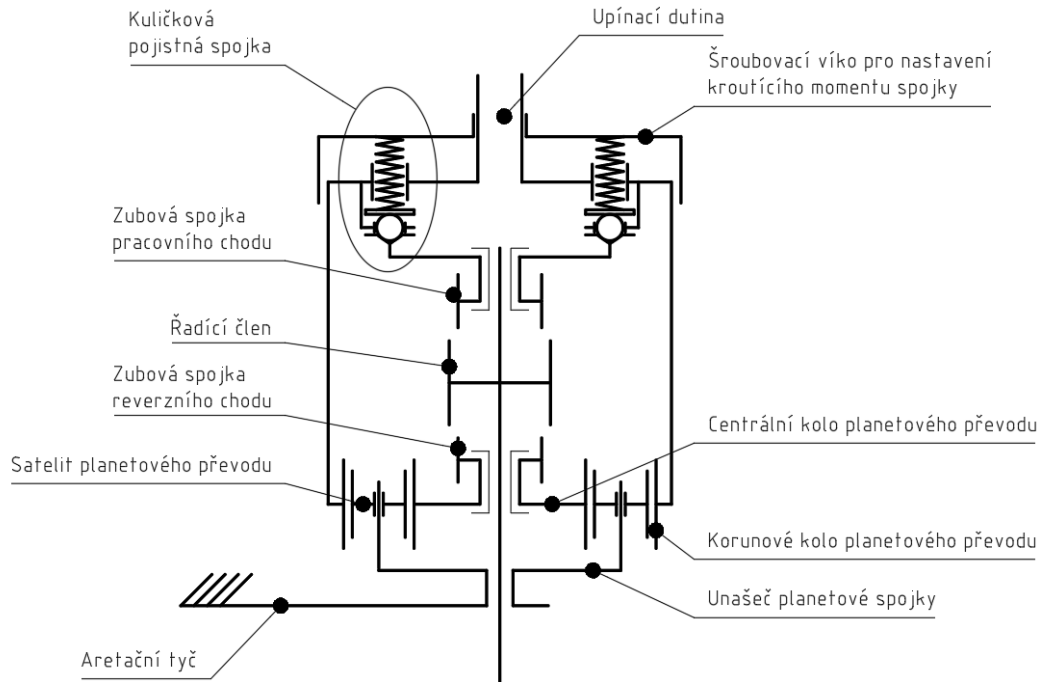 Kuličková
pojistná spojka
Upínací dutina
Šroubovací víko pro nastavení
kroutícího momentu spojky
Zubová spojka
pracovního chodu
Řadící člen
Zubová spojka
reverzního chodu
Centrální kolo planetového převodu
Satelit planetového převodu
Korunové kolo planetového převodu
Unašeč planetové spojky
Aretační tyč